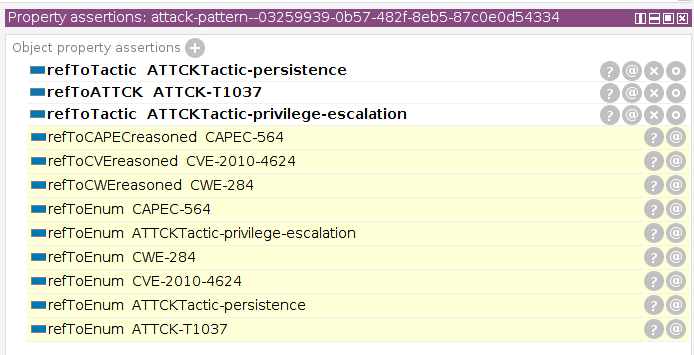 Property assertions: attack-pattern--03259939-0b57-482f-8eb5-87c0e0d54334
Object property assertions
refToTactic ATTCKTactic-persistence
refToATTCK ATTCK-T1037
refToTactic ATTCKTactic-privilege-escalation
refToCAPECreasoned CAPEC-564
refToCVEreasoned CVE-2010-4624
refToCWEreasoned CWE-284
refToEnum CAPEC-564
refToEnum ATTCKTactic-privilege-escalation
refToEnum CWE-284
refToEnum CVE-2010-4624
refToEnum ATTCKTactic-persistence
refToEnum ATTCK-T1037